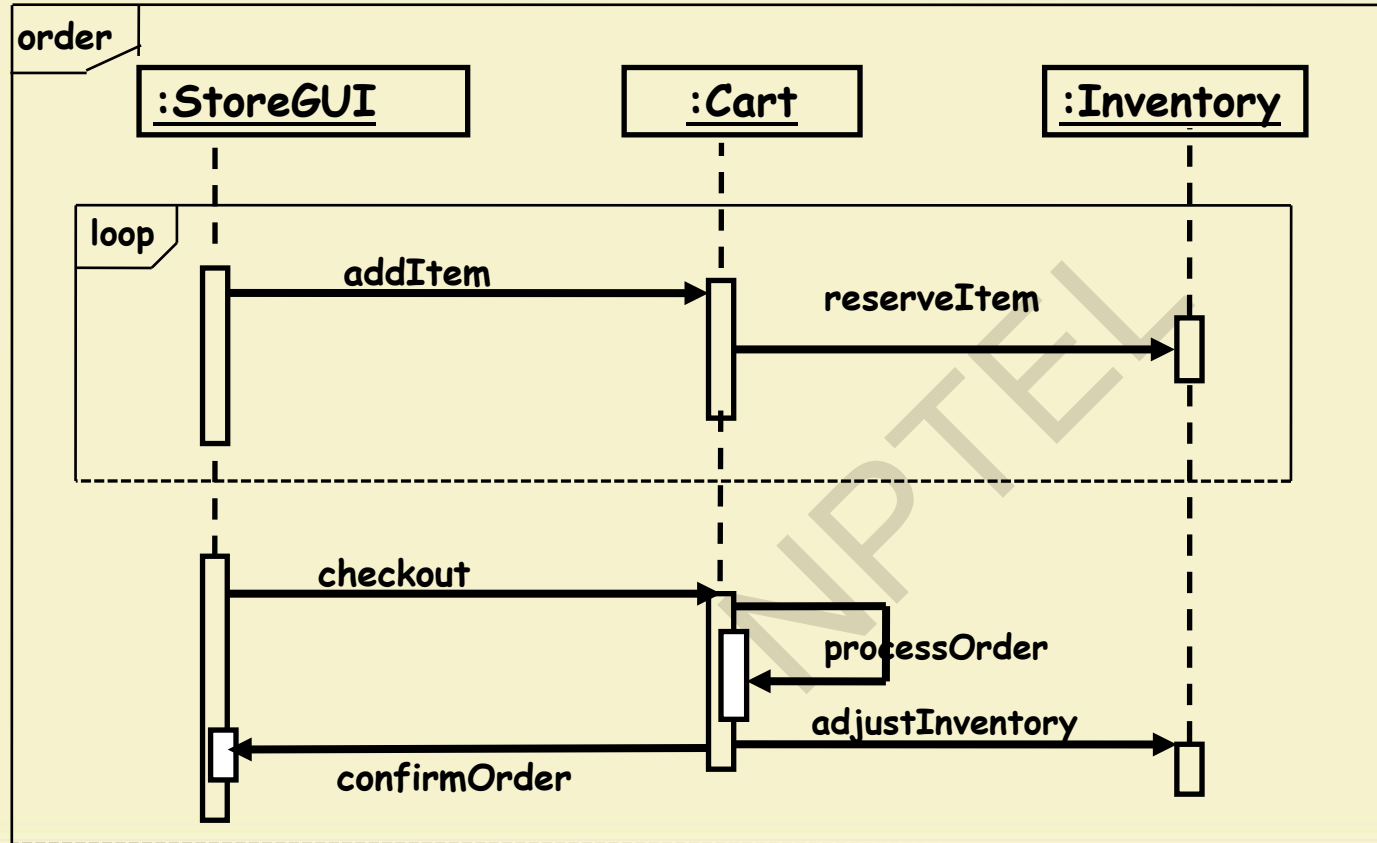 order
:StoreGUI
:Cart
:Inventory
loop
addItem
reserveItem
checkout
processOrder
adjustInventory
confirmOrder
NPTEL